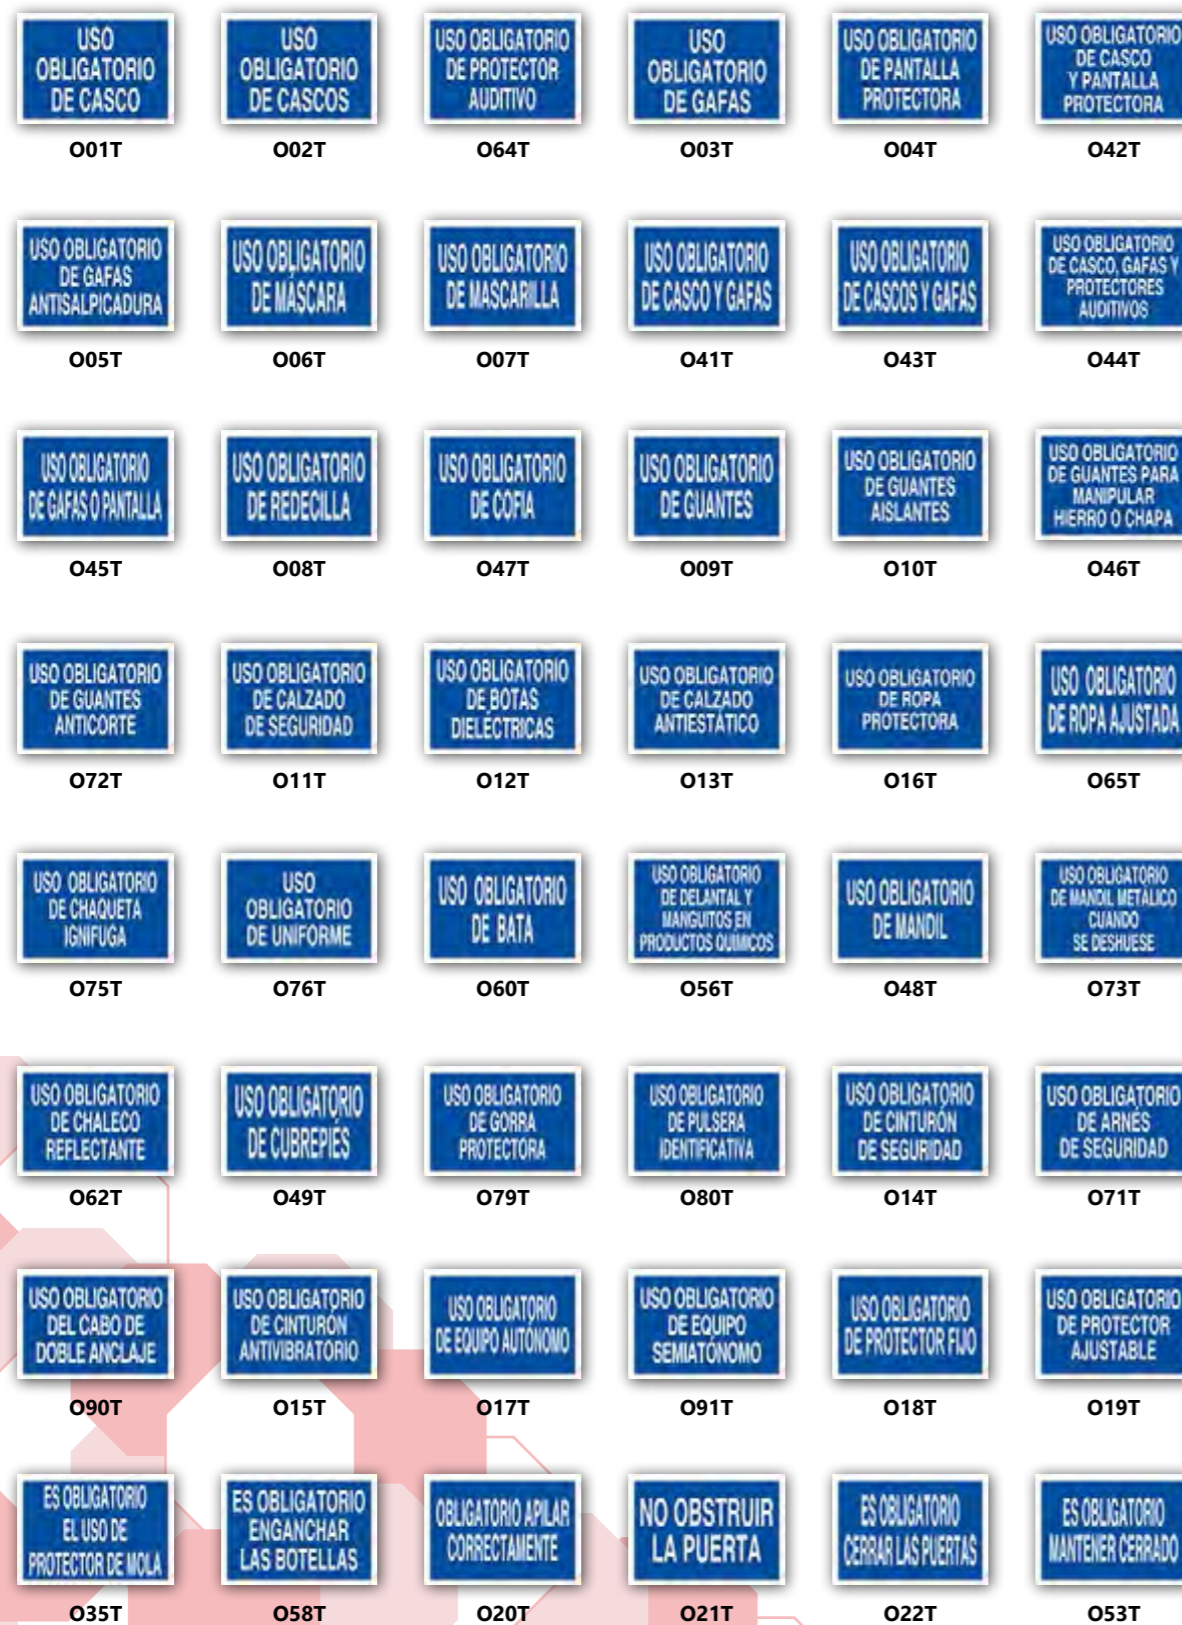 USO
OBLIGATORIO
DE CASCO
O01T
USO
OBLIGATORIO
DE CASCOS
O02T
USO OBLIGATORIO
DE PROTECTOR
AUDITIVO
O64T
USO
OBLIGATORIO
DE GAFAS
O03T
USO OBLIGATORIO
DE PANTALLA
PROTECTORA
O04T
USO OBLIGATORIO
DE CASCO
Y PANTALLA
PROTECTORA
O42T
USO OBLIGATORIO
DE GAFAS
ANTISALPICADURA
O05T
USO OBLIGATORIO
DE MÁSCARA
O06T
USO OBLIGATORIO
DE MASCARILLA
O07T
USO OBLIGATORIO
DE CASCO Y GAFAS
O41T
USO OBLIGATORIO
DE CASCOS Y GAFAS
O43T
USO OBLIGATORIO
DE CASCO, GAFAS Y
PROTECTORES
AUDITIVOS
O44T
USO OBLIGATORIO
DE GAFAS O PANTALLA
O45T
USO OBLIGATORIO
DE REDECILLA
O08T
USO OBLIGATORIO
DE COFIA
O47T
USO OBLIGATORIO
DE GUANTES
O09T
USO OBLIGATORIO
DE GUANTES
AISLANTES
O10T
USO OBLIGATORIO
DE GUANTES PARA
MANIPULAR
HIERRO O CHAPA
O46T
USO OBLIGATORIO
DE GUANTES
ANTICORTE
O72T
USO OBLIGATORIO
DE CALZADO
DE SEGURIDAD
O11T
USO OBLIGATORIO
DE BOTAS
DIELÉCTRICAS
O12T
USO OBLIGATORIO
DE CALZADO
ANTIESTÁTICO
O13T
USO OBLIGATORIO
DE ROPA
PROTECTORA
O16T
USO OBLIGATORIO
DE ROPA AJUSTADA
O65T
USO OBLIGATORIO
DE CHAQUETA
IGNIFUGA
O75T
USO
OBLIGATORIO
DE UNIFORME
O76T
USO OBLIGATORIO
DE BATA
O60T
USO OBLIGATORIO
DE DELANTAL Y
MANGUITOS EN
PRODUCTOS QUIMICOS
O56T
USO OBLIGATORIO
DE MANDIL
O48T
USO OBLIGATORIO
DE MANDIL METÁLICO
CUANDO
SE DESHUESE
O73T
USO OBLIGATORIO
DE CHALECO
REFLECTANTE
O62T
USO OBLIGATORIO
DE CUBREPIÉS
O49T
USO OBLIGATORIO
DE GORRA
PROTECTORA
O79T
USO OBLIGATORIO
DE PULSERA
IDENTIFICATIVA
O80T
USO OBLIGATORIO
DE CINTURÓN
DE SEGURIDAD
O14T
USO OBLIGATORIO
DE ARNÉS
DE SEGURIDAD
O71T
USO OBLIGATORIO
DEL CABO DE
DOBLE ANCLAJE
O90T
USO OBLIGATORIO
DE CINTURÓN
ANTIVIBRATORIO
O15T
USO OBLIGATORIO
DE EQUIPO AUTÓNOMO
O17T
USO OBLIGATORIO
DE EQUIPO
SEMIATÓNOMO
O91T
USO OBLIGATORIO
DE PROTECTOR FIJO
O18T
USO OBLIGATORIO
DE PROTECTOR
AJUSTABLE
O19T
ES OBLIGATORIO
EL USO DE
PROTECTOR DE MOLA
O35T
ES OBLIGATORIO
ENGANCHAR
LAS BOTELLAS
O58T
OBLIGATORIO APILAR
CORRECTAMENTE
O20T
NO OBSTRUIR
LA PUERTA
O21T
ES OBLIGATORIO
CERRAR LAS PUERTAS
O22T
ES OBLIGATORIO
MANTENER CERRADO
O53T